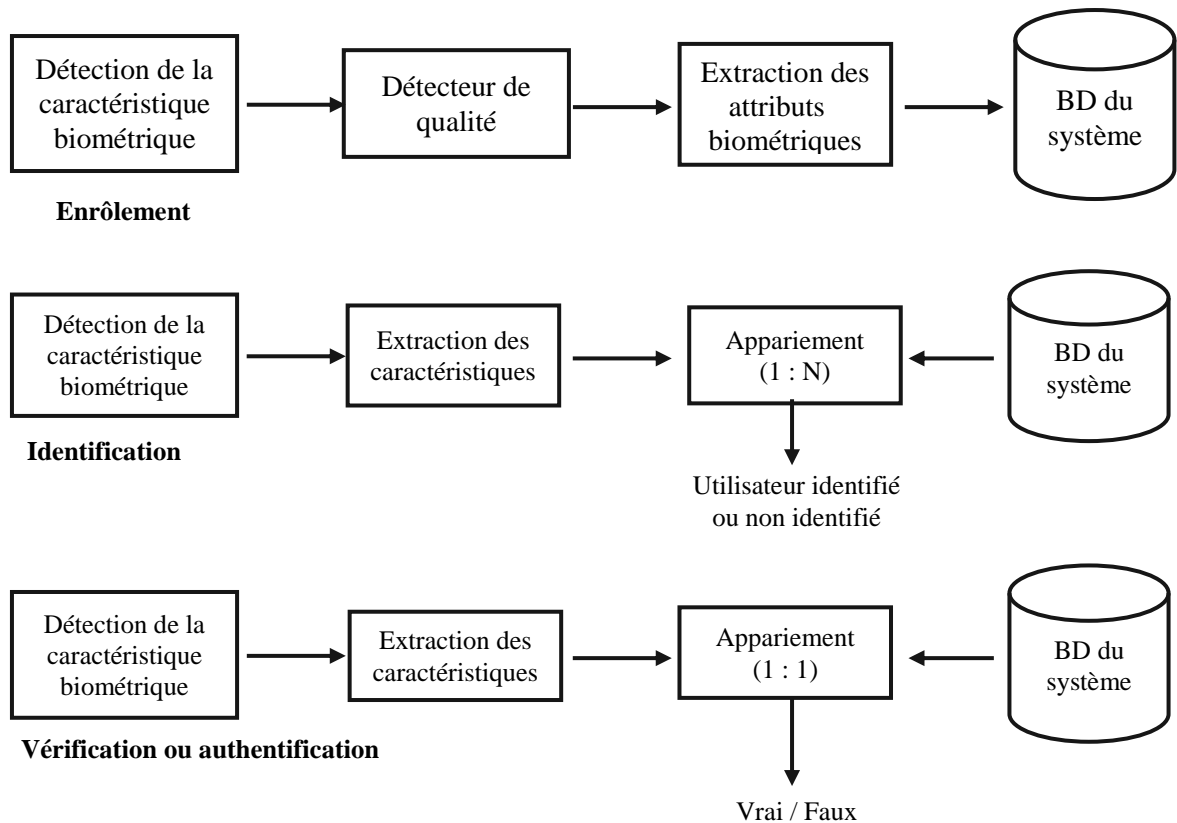 Détection de la
caractéristique
biométrique
Détecteur de
qualité
Extraction des
attributs
biométriques
BD du
système
Enrôlement
Détection de la
caractéristique
biométrique
Extraction des
caractéristiques
Appariement
(1 : N)
BD du
système
Identification
Utilisateur identifié
ou non identifié
Détection de la
caractéristique
biométrique
Extraction des
caractéristiques
Appariement
(1 : 1)
BD du
système
Vérification ou authentification
Vrai / Faux